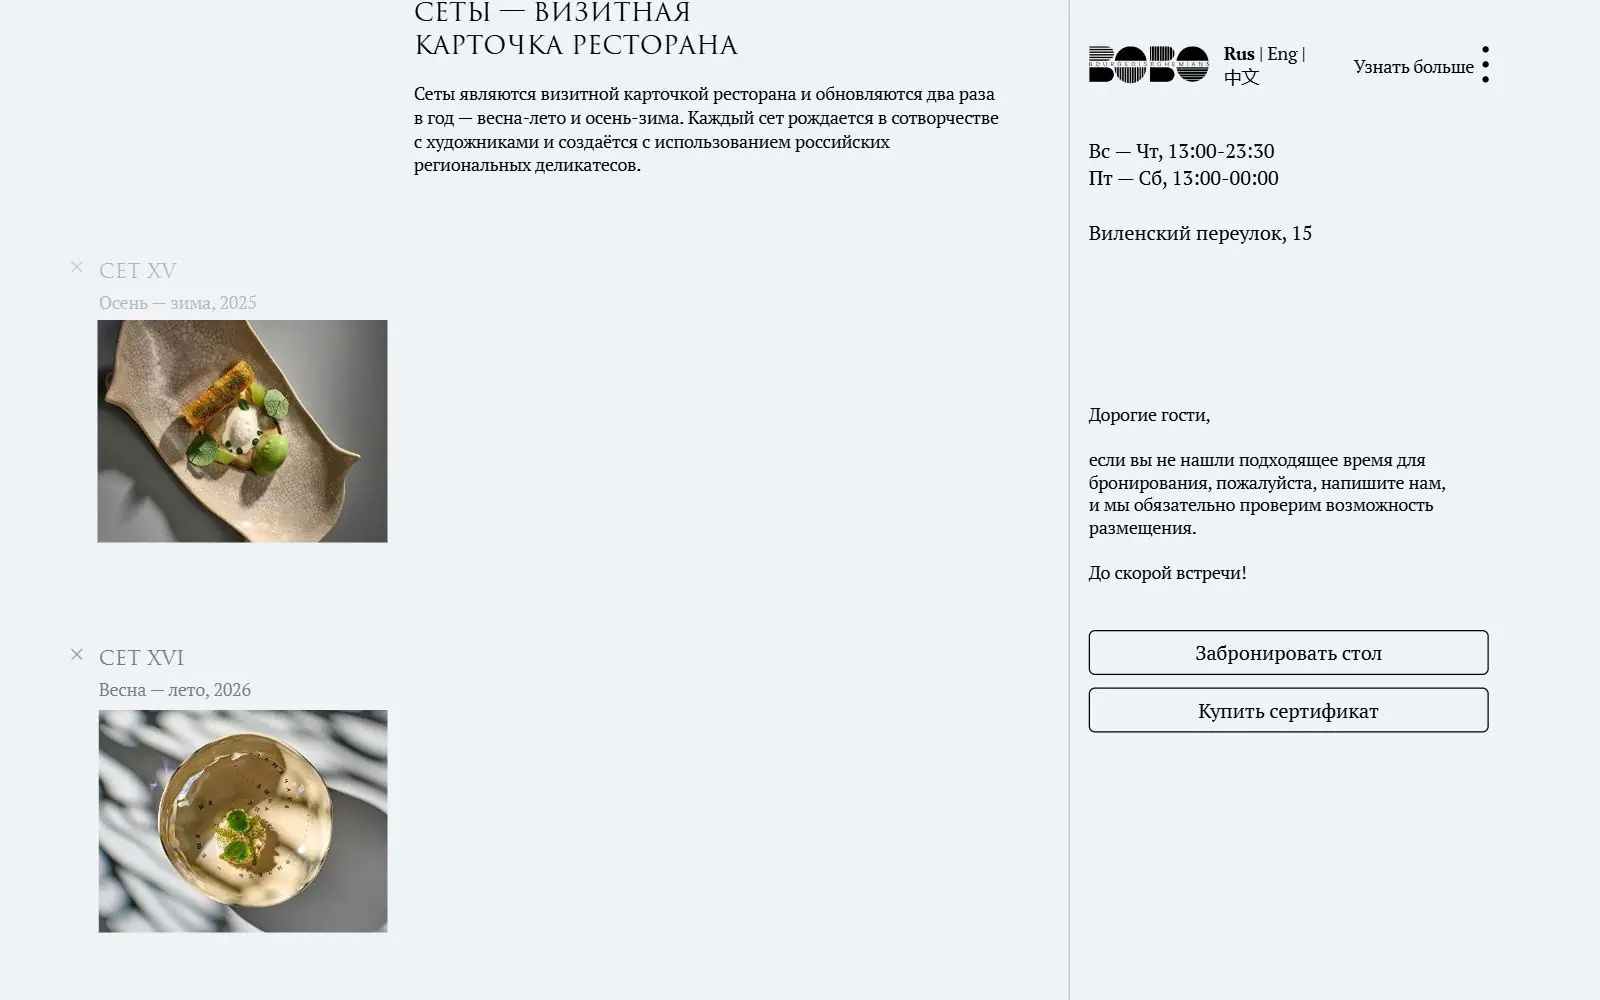 СЕТЫ — ВИЗИТНАЯ
КАРТОЧКА РЕСТОРАНА
Сеты являются визитной карточкой ресторана и обновляются два раза
в год — весна-лето и осень-зима. Каждый сет рождается в сотворчестве
с художниками и создаётся с использованием российских
региональных деликатесов.
× СЕТ XV
Осень — зима, 2025
× СЕТ XVI
Весна — лето, 2026
BOBO
BOURGEOIS BOHEMIANS
Rus | Eng |
中文
Узнать больше
Вс — Чт, 13:00-23:30
Пт — Сб, 13:00-00:00
Виленский переулок, 15
Дорогие гости,
если вы не нашли подходящее время для
бронирования, пожалуйста, напишите нам,
и мы обязательно проверим возможность
размещения.
До скорой встречи!
Забронировать стол
Купить сертификат